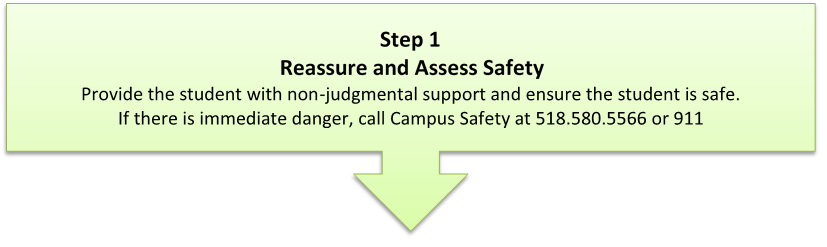 Step 1
Reassure and Assess Safety
Provide the student with non-judgmental support and ensure the student is safe.
If there is immediate danger, call Campus Safety at 518.580.5566 or 911